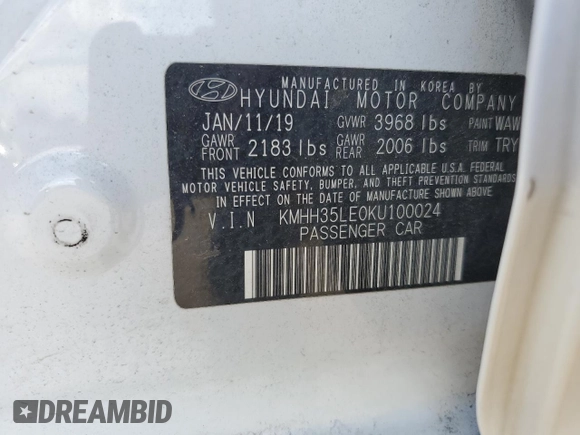 MANUFACTURED IN KOREA BY
HYUNDAI MOTOR COMPANY
JAN/11/19 GVWR 3968 lbs PAINT WAW
GAWR FRONT 2183 lbs GAWR REAR 2006 lbs TRIM TRY
THIS VEHICLE CONFORMS TO ALL APPLICABLE U.S.A. FEDERAL
MOTOR VEHICLE SAFETY, BUMPER, AND THEFT PREVENTION
STANDARDS IN EFFECT ON THE DATE OF MANUFACTURE SHOWN ABOVE.
V.I.N KMHH35LE0KU100024
PASSENGER CAR
DREAMBID